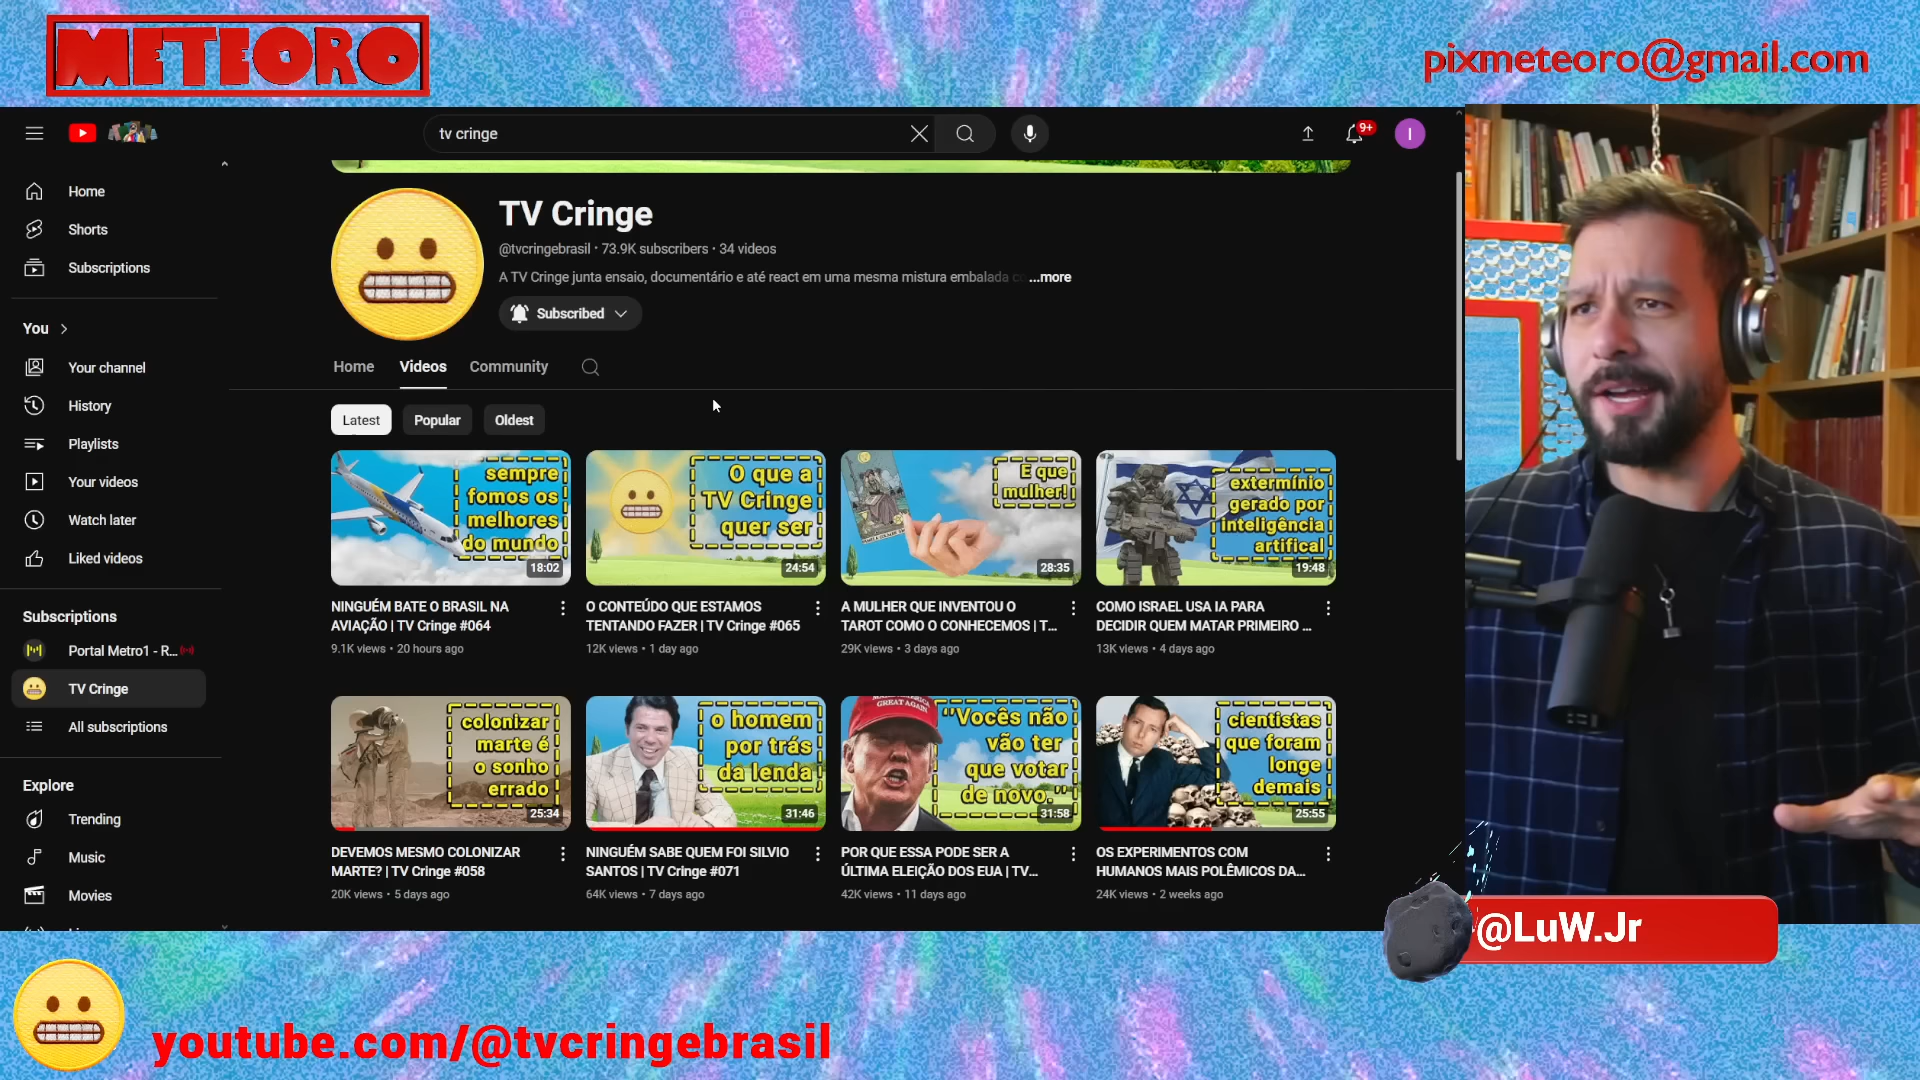 METEORO
pixmeteoro@gmail.com
tv cringe
9+
I
Home
Shorts
Subscriptions
You
Your channel
History
Playlists
Your videos
Watch later
Liked videos
Subscriptions
Portal Metro1 - R...
TV Cringe
All subscriptions
Explore
Trending
Music
Movies
TV Cringe
@tvcringebrasil · 73.9K subscribers · 34 videos
A TV Cringe junta ensaio, documentário e até react em uma mesma mistura embalada ...more
Subscribed
Home
Videos
Community
Latest
Popular
Oldest
sempre
fomos os
melhores
do mundo
18:02
NINGUÉM BATE O BRASIL NA
AVIAÇÃO | TV Cringe #064
9.1K views · 20 hours ago
O que a
TV Cringe
quer ser
24:54
O CONTEÚDO QUE ESTAMOS
TENTANDO FAZER | TV Cringe #065
12K views · 1 day ago
E que
mulher!
28:35
A MULHER QUE INVENTOU O
TAROT COMO O CONHECEMOS | T...
29K views · 3 days ago
extermínio
gerado por
inteligência
artifical
19:48
COMO ISRAEL USA IA PARA
DECIDIR QUEM MATAR PRIMEIRO ...
13K views · 4 days ago
colonizar
marte é
o sonho
errado
25:34
DEVEMOS MESMO COLONIZAR
MARTE? | TV Cringe #058
20K views · 5 days ago
o homem
por trás
da lenda
31:46
NINGUÉM SABE QUEM FOI SILVIO
SANTOS | TV Cringe #071
64K views · 7 days ago
GREAT AGAIN
"Vocês não
vão ter
que votar
de novo."
31:58
POR QUE ESSA PODE SER A
ÚLTIMA ELEIÇÃO DOS EUA | TV...
42K views · 11 days ago
cientistas
que foram
longe
demais
25:55
OS EXPERIMENTOS COM
HUMANOS MAIS POLÊMICOS DA...
24K views · 2 weeks ago
@LuW.Jr
youtube.com/@tvcringebrasil